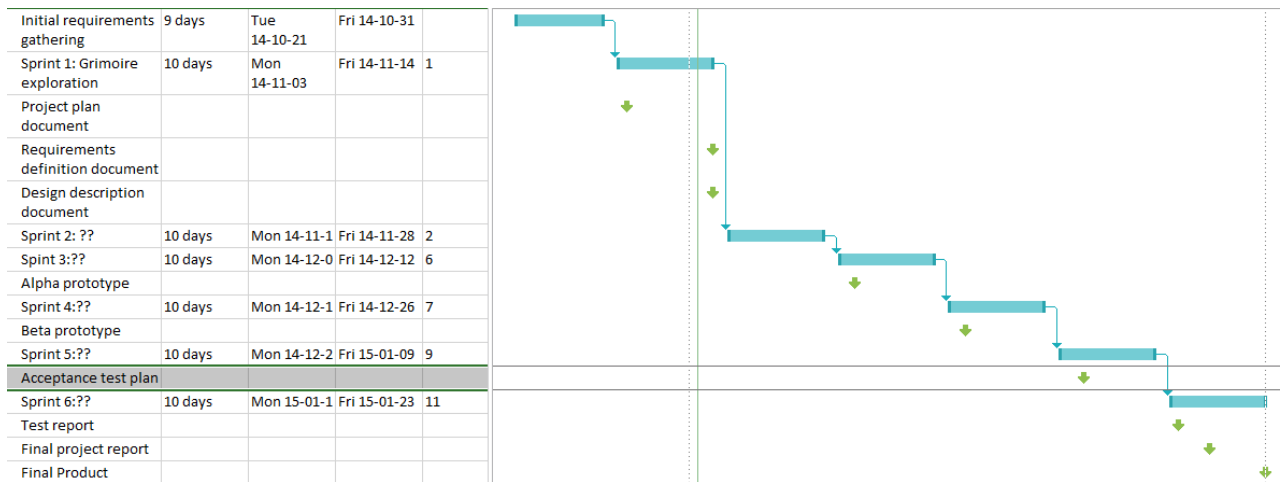 Initial requirements 9 days Tue Fri 14-10-31
gathering 14-10-21
Sprint 1: Grimoire 10 days Mon Fri 14-11-14 1
exploration 14-11-03
Project plan
document
Requirements
definition document
Design description
document
Sprint 2: ?? 10 days Mon 14-11-1 Fri 14-11-28 2
Spint 3:?? 10 days Mon 14-12-0 Fri 14-12-12 6
Alpha prototype
Sprint 4:?? 10 days Mon 14-12-1 Fri 14-12-26 7
Beta prototype
Sprint 5:?? 10 days Mon 14-12-2 Fri 15-01-09 9
Acceptance test plan
Sprint 6:?? 10 days Mon 15-01-1 Fri 15-01-23 11
Test report
Final project report
Final Product